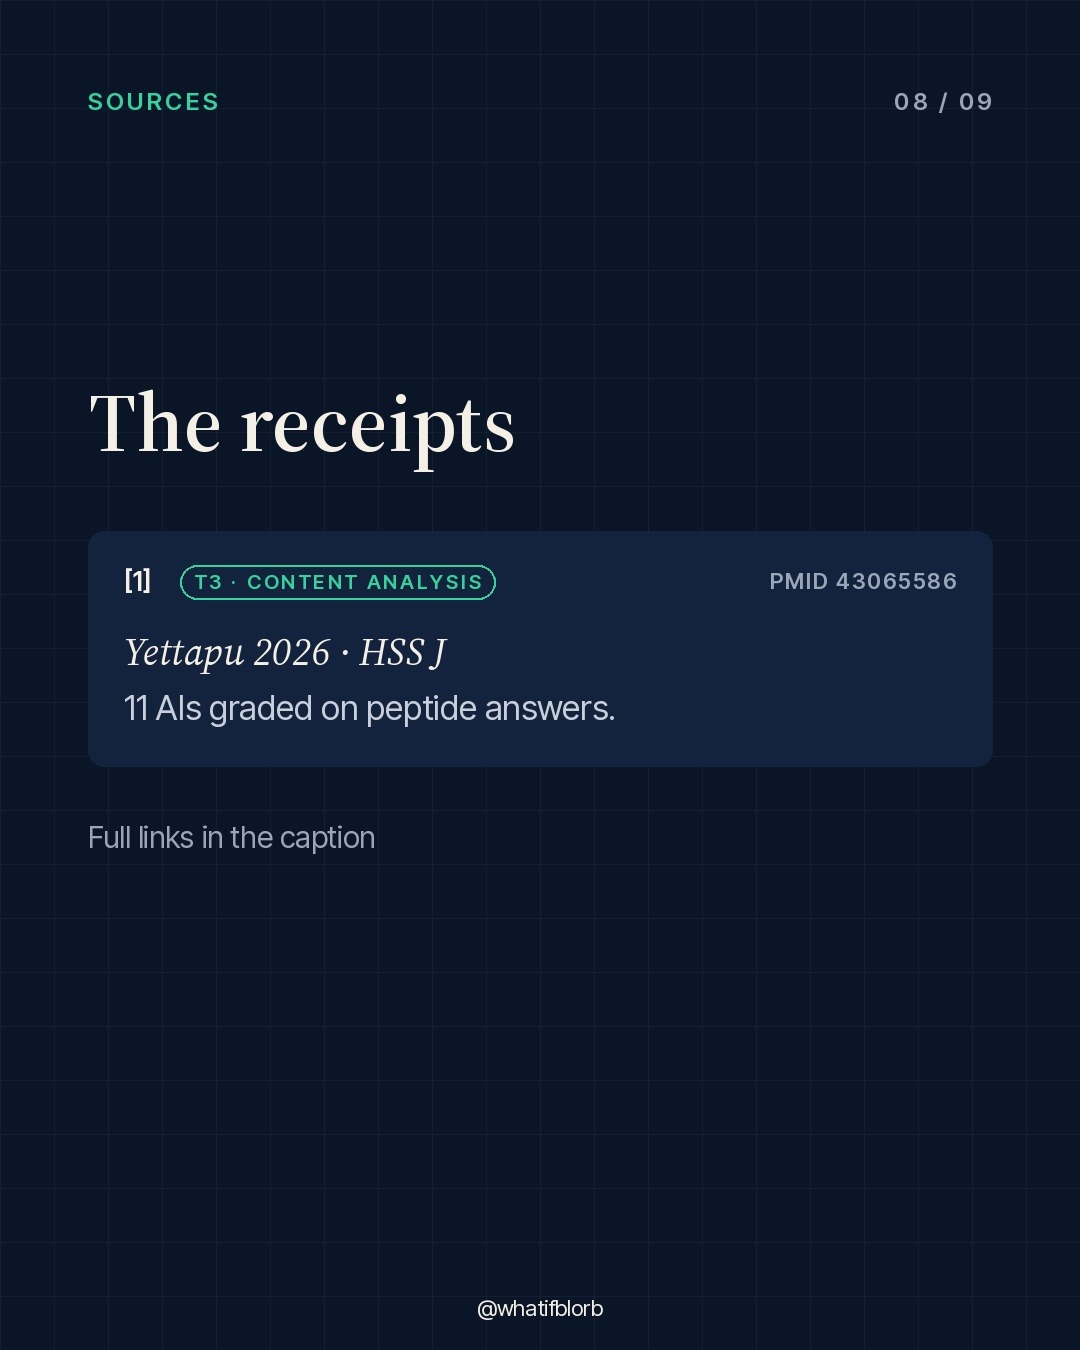 SOURCES
08 / 09
The receipts
[1] T3 · CONTENT ANALYSIS PMID 43065586
Yettapu 2026 · HSS J
11 AIs graded on peptide answers.
Full links in the caption
@whatifblorb